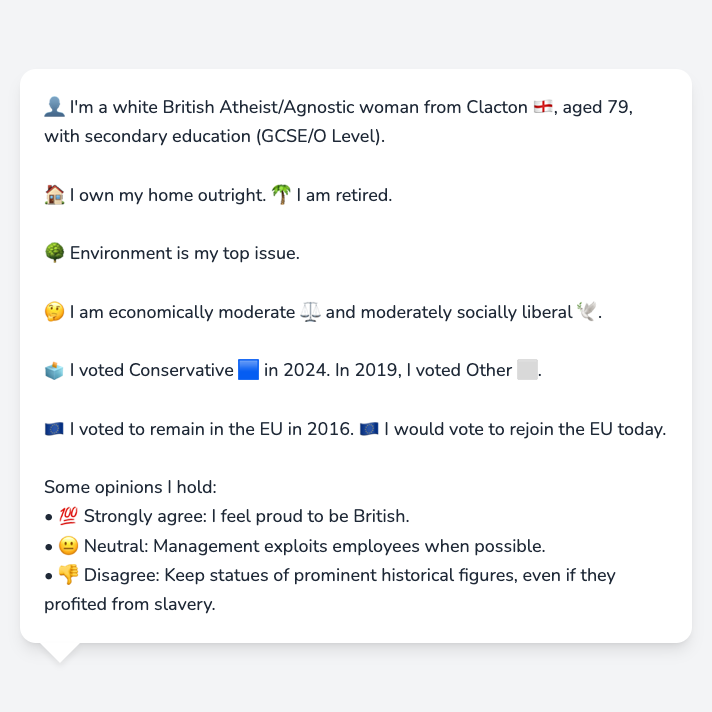 👤 I'm a white British Atheist/Agnostic woman from Clacton 🏴󠁧󠁢󠁥󠁮󠁧󠁿, aged 79,
with secondary education (GCSE/O Level).
🏠 I own my home outright. 🌴 I am retired.
🌳 Environment is my top issue.
🤔 I am economically moderate ⚖️ and moderately socially liberal 🕊️.
🗳️ I voted Conservative 🟦 in 2024. In 2019, I voted Other ⬜.
🇪🇺 I voted to remain in the EU in 2016. 🇪🇺 I would vote to rejoin the EU today.
Some opinions I hold:
• 💯 Strongly agree: I feel proud to be British.
• 😐 Neutral: Management exploits employees when possible.
• 👎 Disagree: Keep statues of prominent historical figures, even if they
profited from slavery.